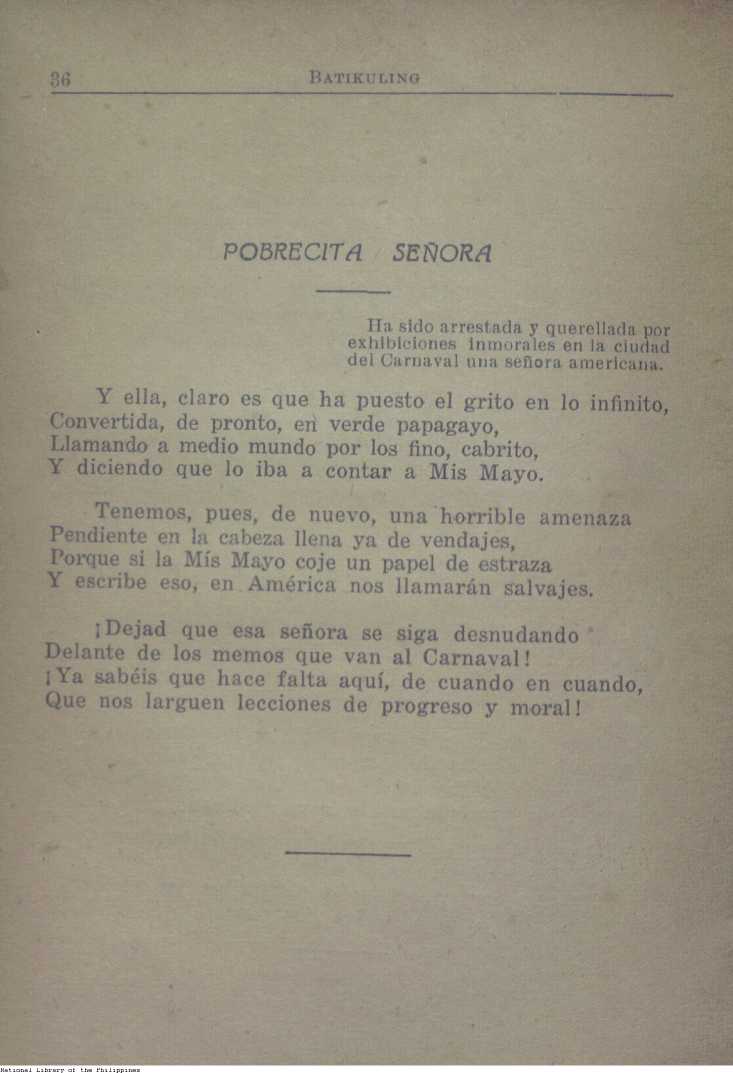 36 BATIKULING
POBRECITA SEÑORA
Ha sido arrestada y querellada por
exhibiciones inmorales en la ciudad
del Carnaval una señora americana.
Y ella, claro es que ha puesto el grito en lo infinito,
Convertida, de pronto, en verde papagayo,
Llamando a medio mundo por los fino, cabrito,
Y diciendo que lo iba a contar a Mis Mayo.
Tenemos, pues, de nuevo, una horrible amenaza
Pendiente en la cabeza llena ya de vendajes,
Porque si la Mís Mayo coje un papel de estraza
Y escribe eso, en América nos llamarán salvajes.
¡Dejad que esa señora se siga desnudando
Delante de los memos que van al Carnaval!
¡Ya sabéis que hace falta aquí, de cuando en cuando,
Que nos larguen lecciones de progreso y moral!
National Library of the Philippines